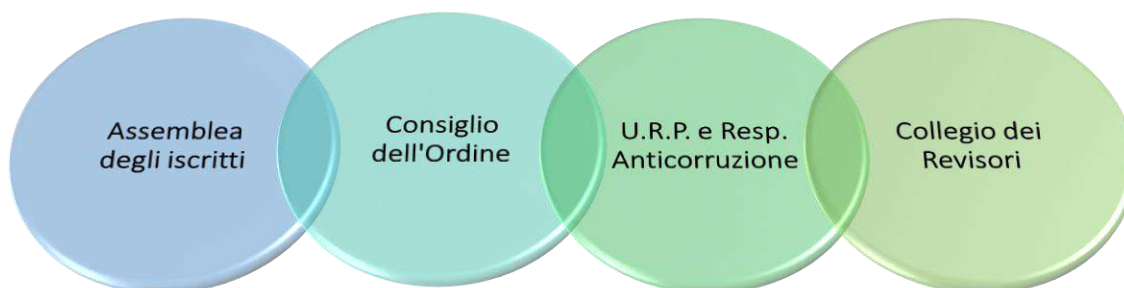 Assemblea
degli iscritti
Consiglio
dell'Ordine
U.R.P. e Resp.
Anticorruzione
Collegio dei
Revisori